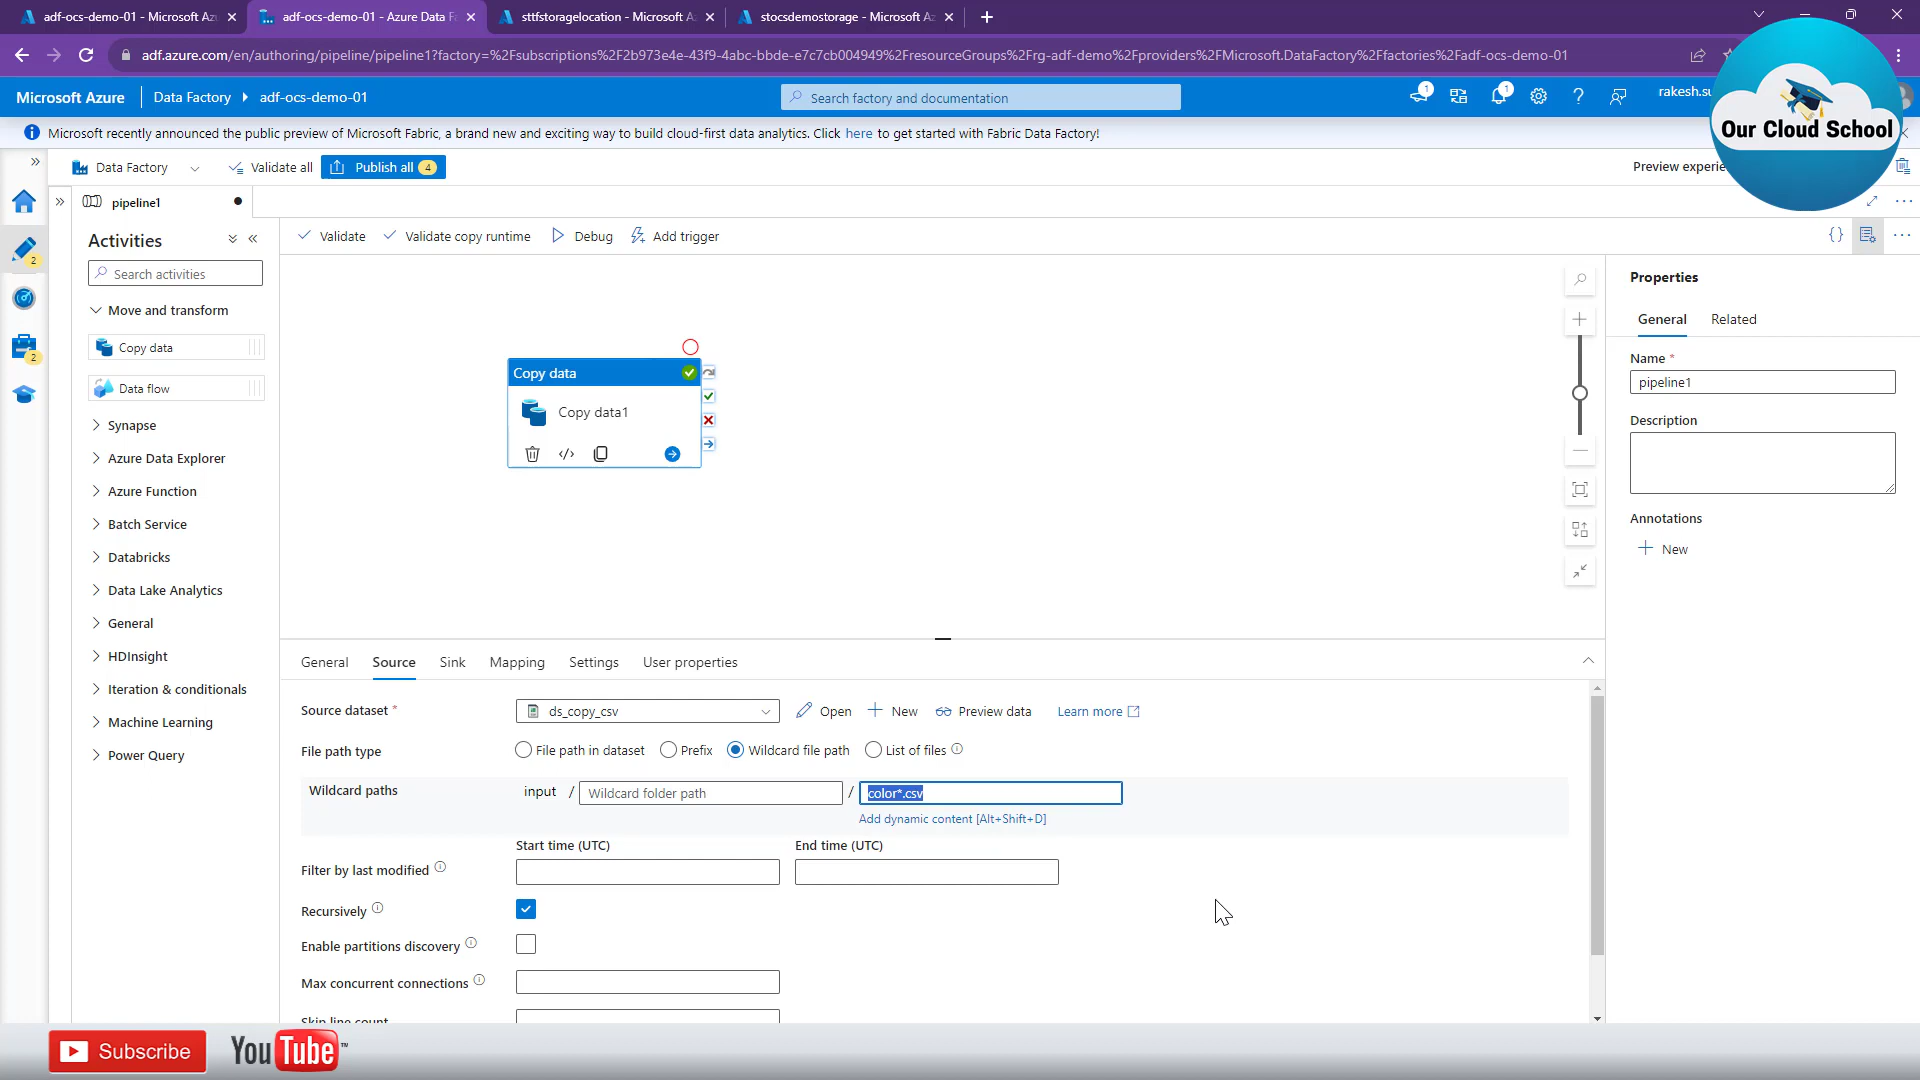 adf-ocs-demo-01 - Microsoft Az
adf-ocs-demo-01 - Azure Data F
sttfstoragelocation - Microsoft A
stocsdemostorage - Microsoft Az
adf.azure.com/en/authoring/pipeline/pipeline1?factory=%2Fsubscriptions%2F2b973e4e-43f9-4abc-bbde-e7c7cb004949%2FresourceGroups%2Frg-adf-demo%2Fproviders%2FMicrosoft.DataFactory%2Ffactories%2Fadf-ocs-demo-01
Microsoft Azure
Data Factory
adf-ocs-demo-01
Search factory and documentation
1
1
rakesh.su
Our Cloud School
Microsoft recently announced the public preview of Microsoft Fabric, a brand new and exciting way to build cloud-first data analytics. Click here to get started with Fabric Data Factory!
Data Factory
Validate all
Publish all 4
Preview experie
pipeline1
2
2
Activities
Search activities
Move and transform
Copy data
Data flow
Synapse
Azure Data Explorer
Azure Function
Batch Service
Databricks
Data Lake Analytics
General
HDInsight
Iteration & conditionals
Machine Learning
Power Query
Validate
Validate copy runtime
Debug
Add trigger
Copy data
Copy data1
Properties
General
Related
Name *
pipeline1
Description
Annotations
New
General
Source
Sink
Mapping
Settings
User properties
Source dataset *
ds_copy_csv
Open
New
Preview data
Learn more
File path type
File path in dataset
Prefix
Wildcard file path
List of files
Wildcard paths
input /
Wildcard folder path
/
color*.csv
Add dynamic content [Alt+Shift+D]
Start time (UTC)
End time (UTC)
Filter by last modified
Recursively
Enable partitions discovery
Max concurrent connections
Skip line count
Subscribe
YouTube